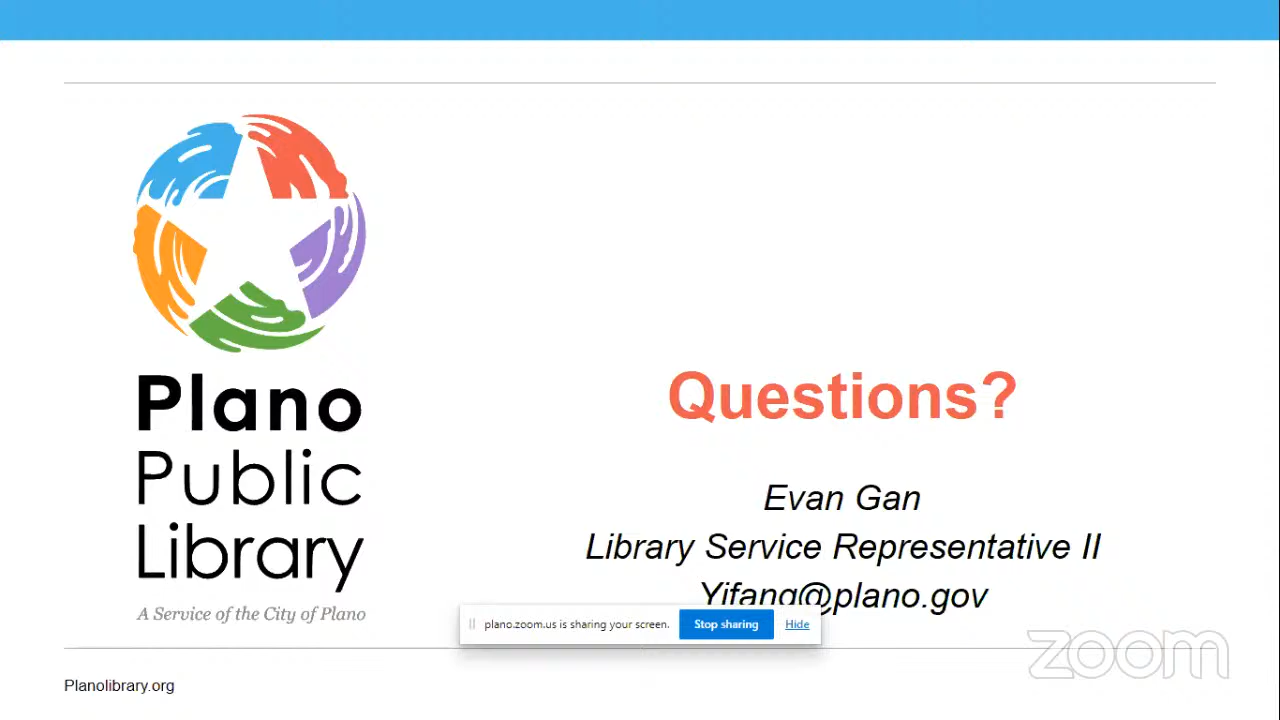 Plano
Public
Library
A Service of the City of Plano
Questions?
Evan Gan
Library Service Representative II
Yifang@plano.gov
plano.zoom.us is sharing your screen. Stop sharing Hide
zoom
Planolibrary.org